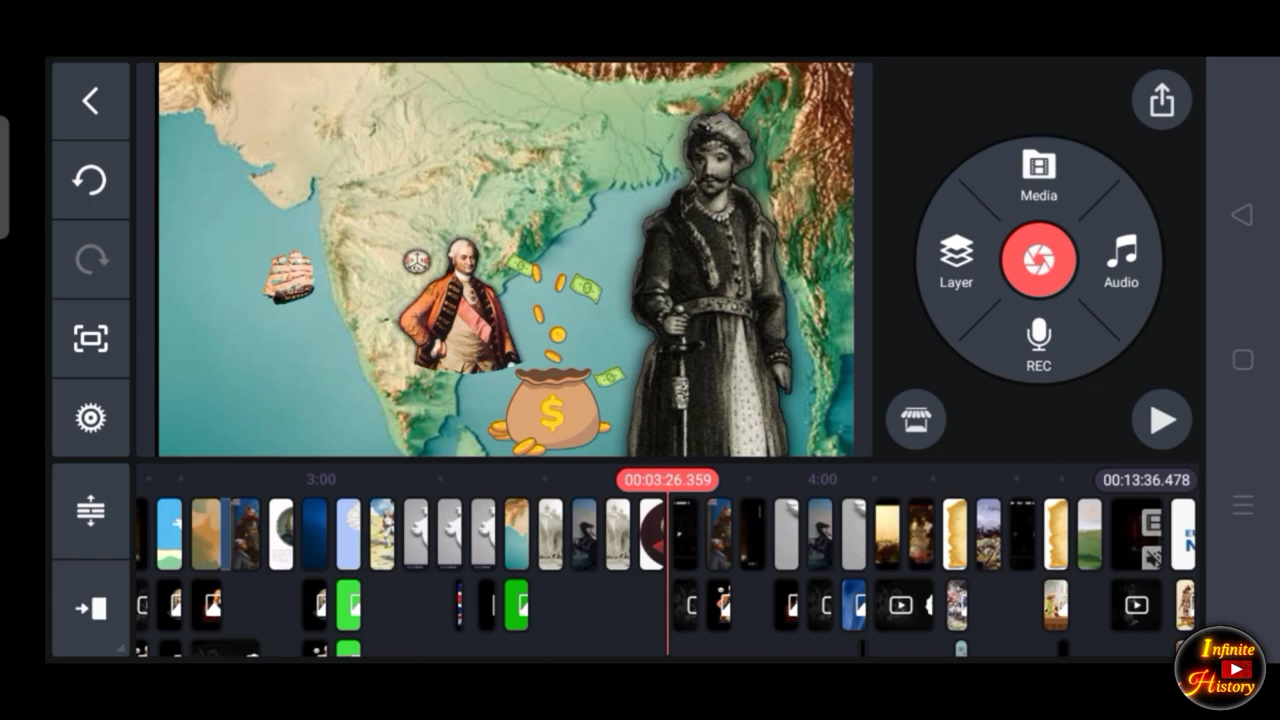 Media
Layer
Audio
REC
$
3:00
00:03:26.359
4:00
00:13:36.478
Infinite
History